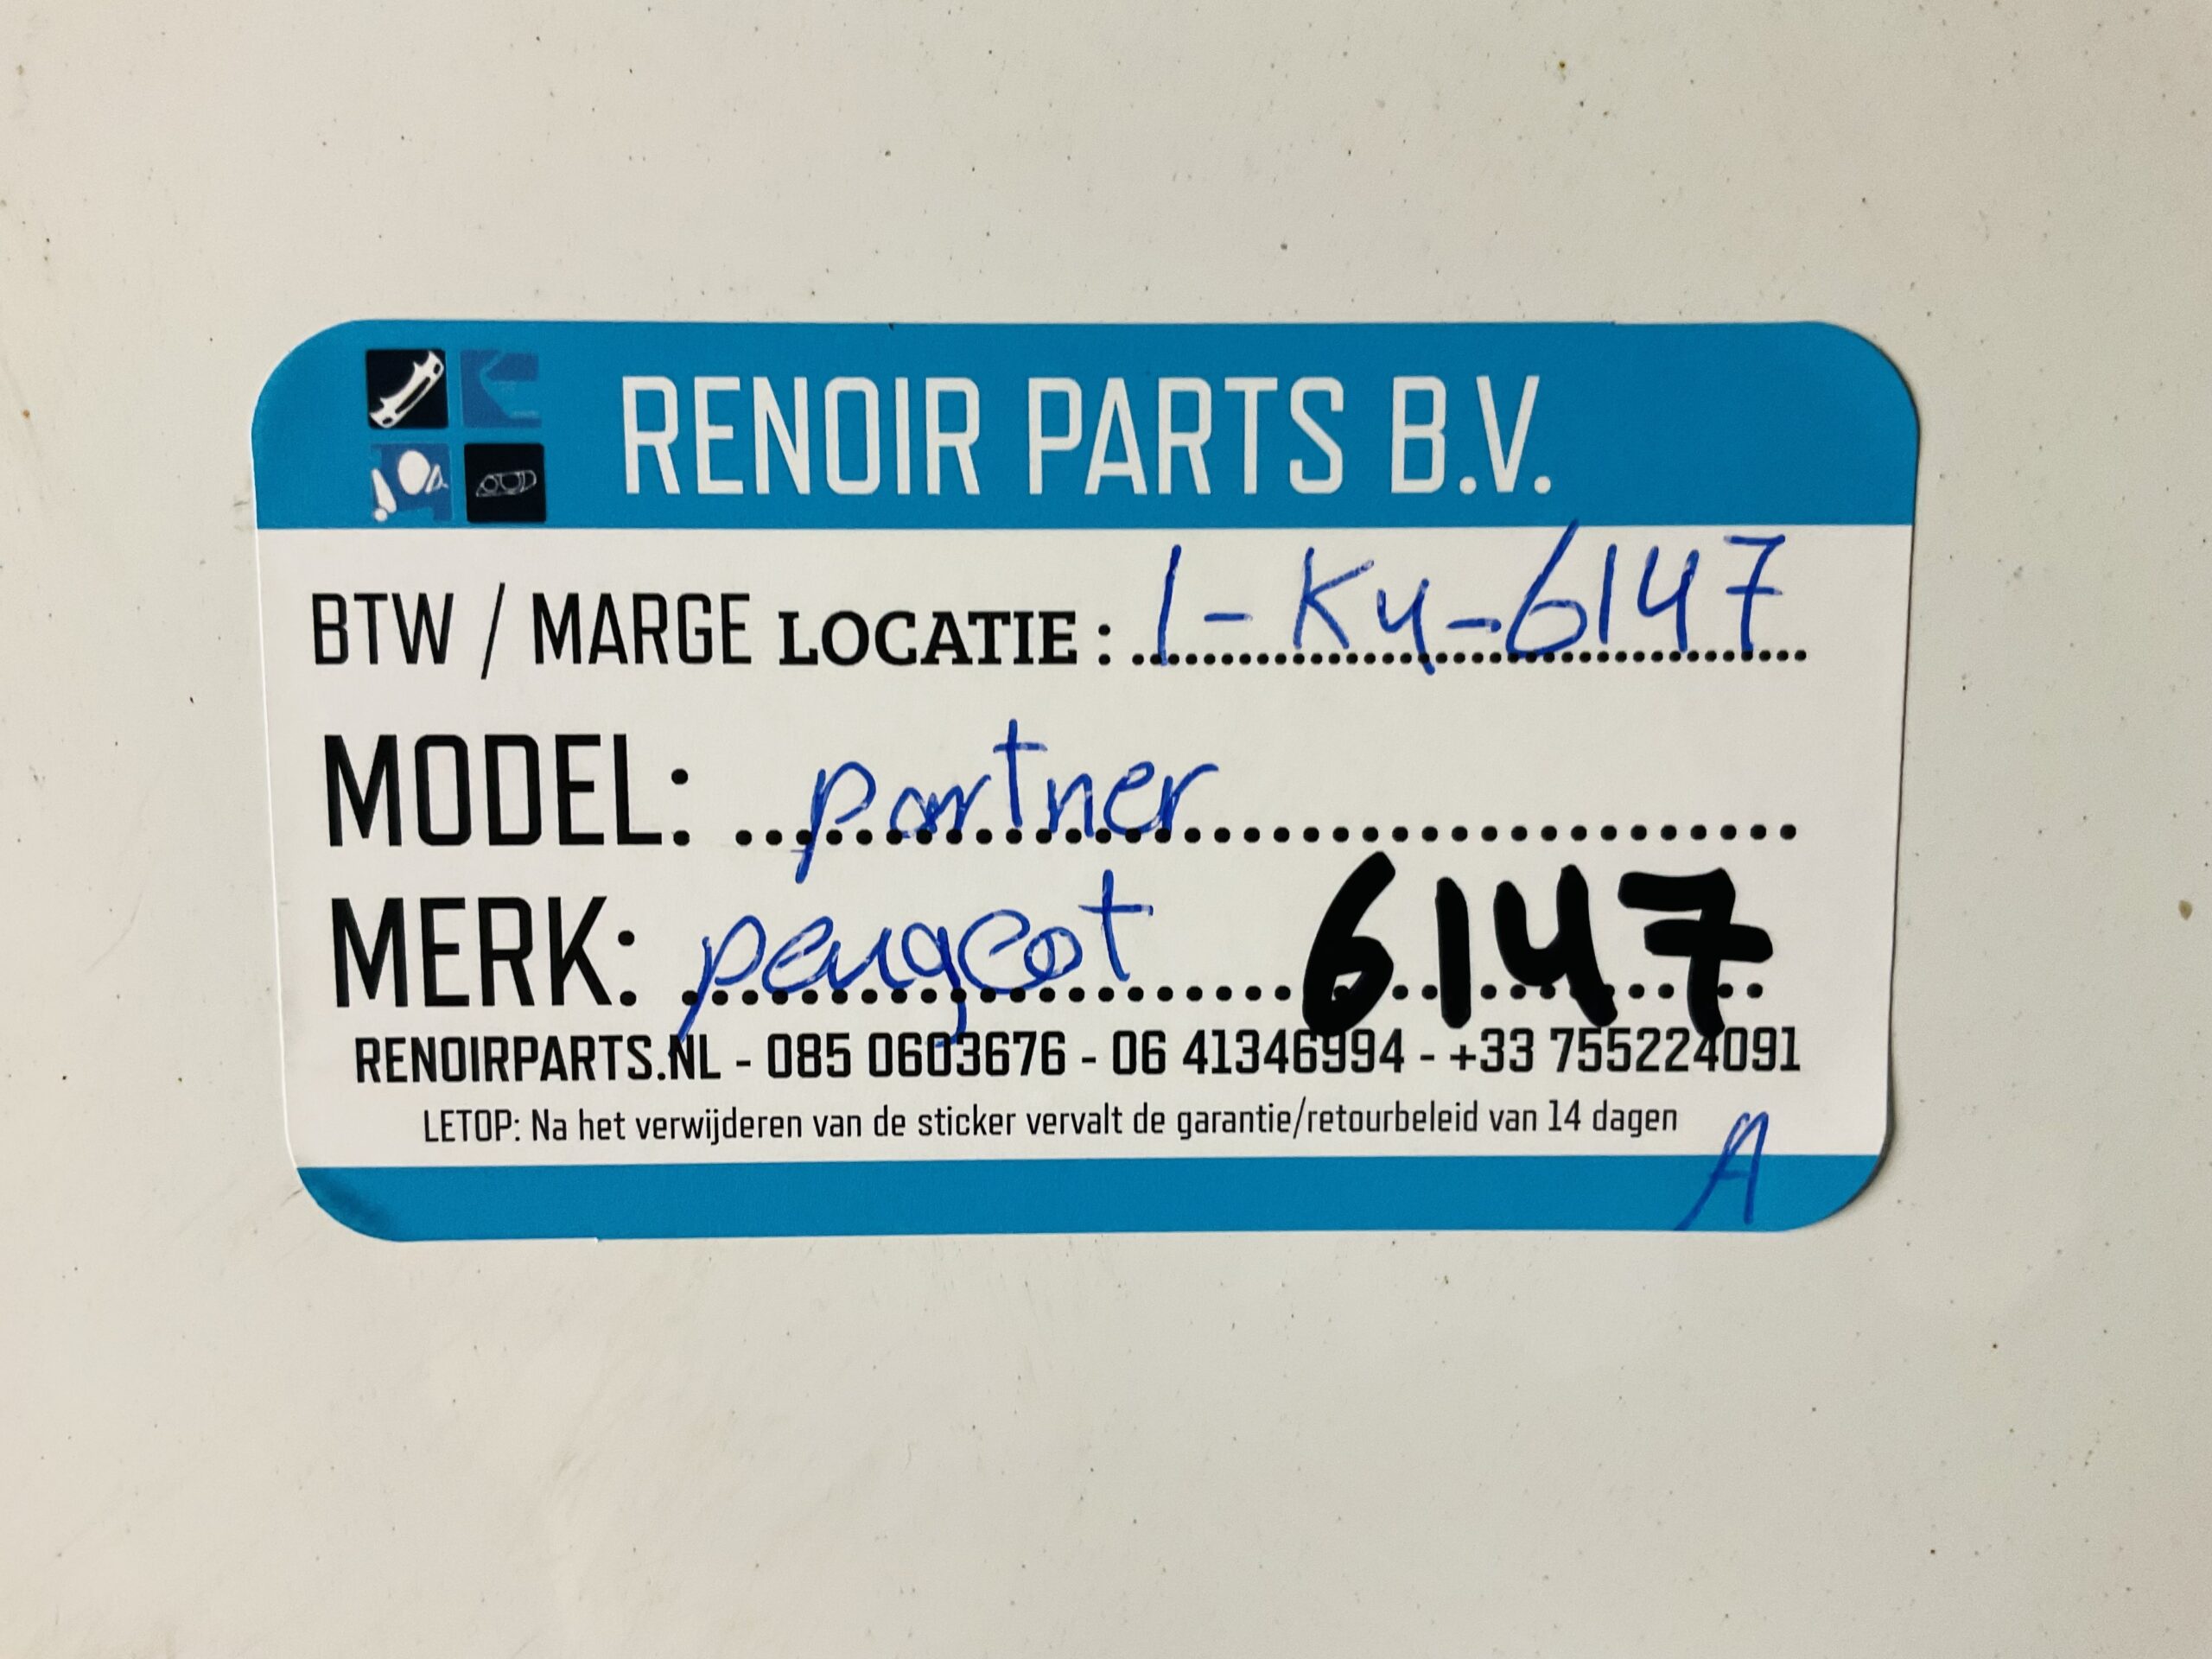 RENOIR PARTS B.V.
BTW / MARGE LOCATIE : 1-K4-6147
MODEL: partner
MERK: peugeot 6147
RENOIRPARTS.NL - 085 0603676 - 06 41346994 - +33 755224091
LETOP: Na het verwijderen van de sticker vervalt de garantie/retourbeleid van 14 dagen
A